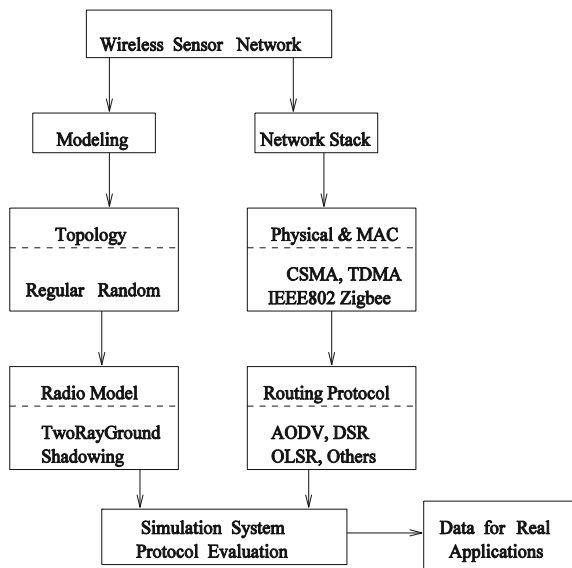 Wireless Sensor Network
Modeling
Network Stack
Topology
Regular Random
Physical & MAC
CSMA, TDMA
IEEE802 Zigbee
Radio Model
TwoRayGround
Shadowing
Routing Protocol
AODV, DSR
OLSR, Others
Simulation System
Protocol Evaluation
Data for Real
Applications